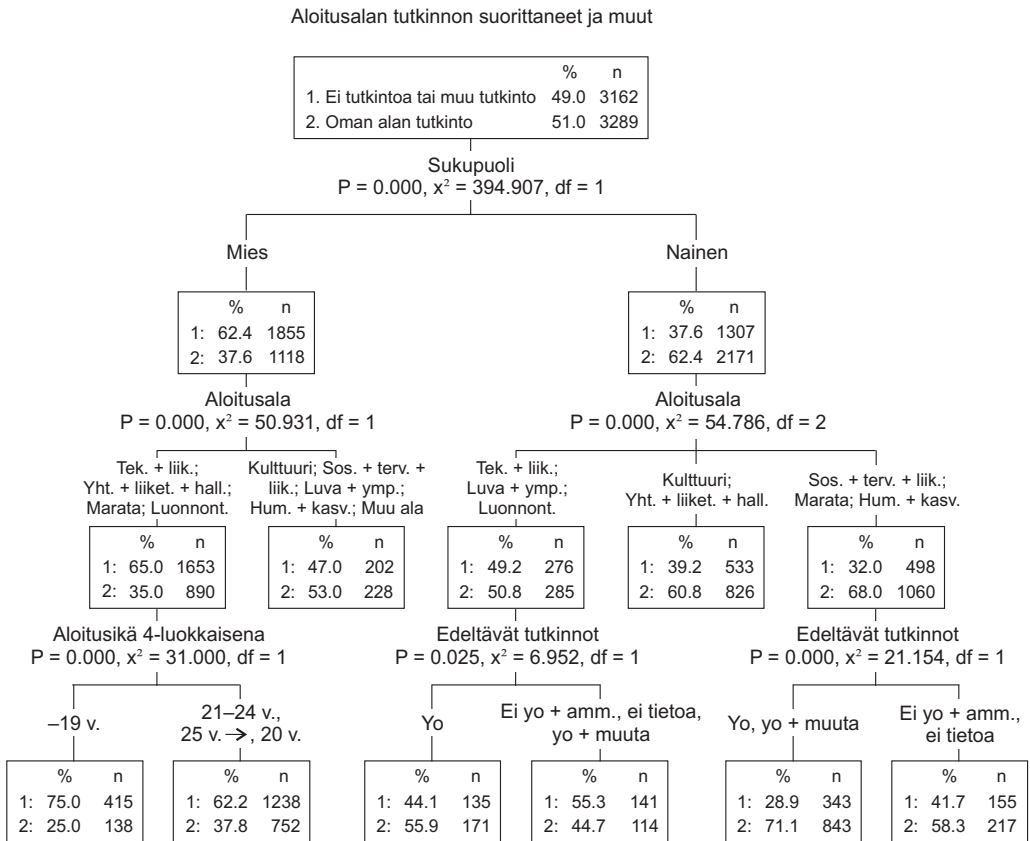 Aloitusalan tutkinnon suorittaneet ja muut
% n
1. Ei tutkintoa tai muu tutkinto 49.0 3162
2. Oman alan tutkinto 51.0 3289
Sukupuoli
P = 0.000, x² = 394.907, df = 1
Mies
% n
1: 62.4 1855
2: 37.6 1118
Nainen
% n
1: 37.6 1307
2: 62.4 2171
Aloitusala
P = 0.000, x² = 50.931, df = 1
Aloitusala
P = 0.000, x² = 54.786, df = 2
Tek. + liik.;
Yht. + liiket. + hall.;
Marata; Luonnont.
% n
1: 65.0 1653
2: 35.0 890
Kulttuuri; Sos. + terv. +
liik.; Luva + ymp.;
Hum. + kasv.; Muu ala
% n
1: 47.0 202
2: 53.0 228
Tek. + liik.;
Luva + ymp.;
Luonnont.
% n
1: 49.2 276
2: 50.8 285
Kulttuuri;
Yht. + liiket. + hall.
% n
1: 39.2 533
2: 60.8 826
Sos. + terv. + liik.;
Marata; Hum. + kasv.
% n
1: 32.0 498
2: 68.0 1060
Aloitusikä 4-luokkaisena
P = 0.000, x² = 31.000, df = 1
Edeltävät tutkinnot
P = 0.025, x² = 6.952, df = 1
Edeltävät tutkinnot
P = 0.000, x² = 21.154, df = 1
–19 v.
% n
1: 75.0 415
2: 25.0 138
21–24 v.,
25 v. → , 20 v.
% n
1: 62.2 1238
2: 37.8 752
Yo
% n
1: 44.1 135
2: 55.9 171
Ei yo + amm., ei tietoa,
yo + muuta
% n
1: 55.3 141
2: 44.7 114
Yo, yo + muuta
% n
1: 28.9 343
2: 71.1 843
Ei yo + amm.,
ei tietoa
% n
1: 41.7 155
2: 58.3 217